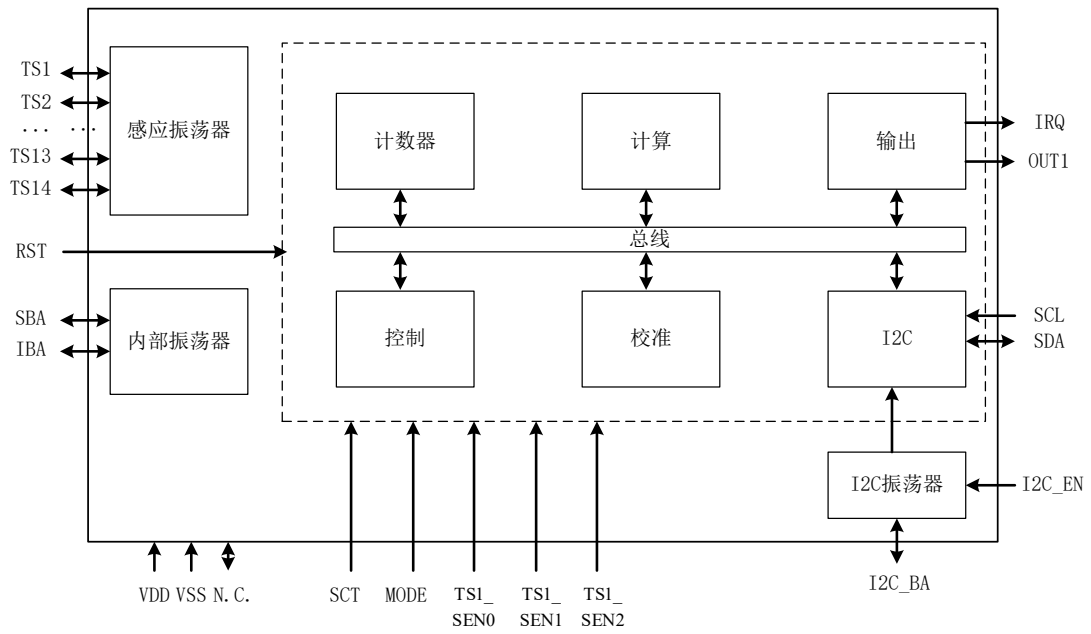 TS1
TS2
... ...
TS13
TS14
感应振荡器
RST
SBA
IBA
内部振荡器
计数器
计算
输出
总线
控制
校准
I2C
IRQ
OUT1
SCL
SDA
I2C振荡器
I2C_EN
I2C_BA
VDD VSS N.C.
SCT
MODE
TS1_
SEN0
TS1_
SEN1
TS1_
SEN2